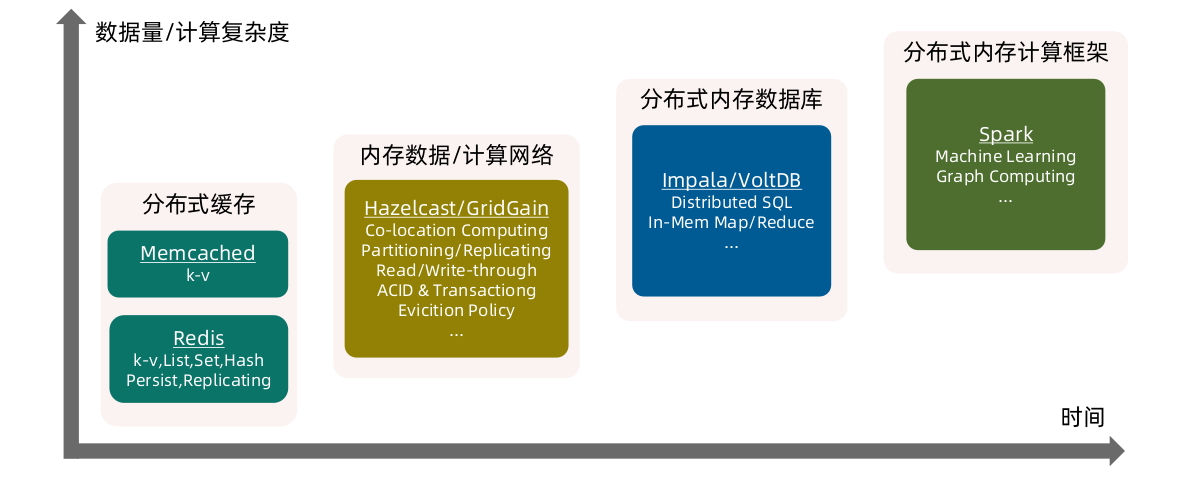 数据量/计算复杂度
分布式缓存
Memcached
k-v
Redis
k-v,List,Set,Hash
Persist,Replicating
内存数据/计算网络
Hazelcast/GridGain
Co-location Computing
Partitioning/Replicating
Read/Write-through
ACID & Transactiong
Evicition Policy
...
分布式内存数据库
Impala/VoltDB
Distributed SQL
In-Mem Map/Reduce
...
分布式内存计算框架
Spark
Machine Learning
Graph Computing
...
时间